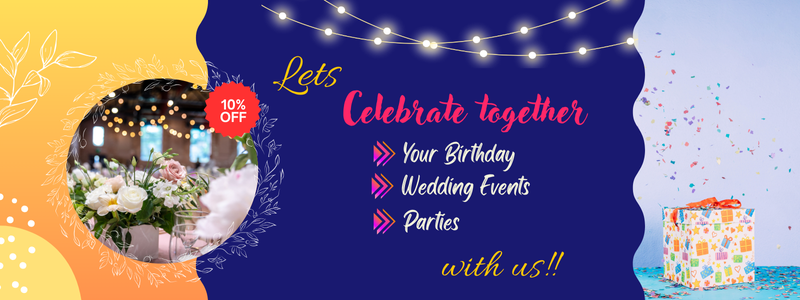 10%
OFF
Lets
Celebrate together
Your Birthday
Wedding Events
Parties
with us!!